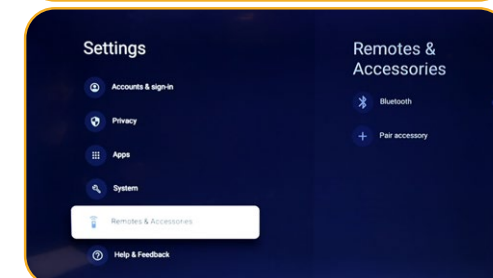 Settings
Accounts & sign-in
Privacy
Apps
System
Remotes & Accessories
Help & Feedback
Remotes &
Accessories
Bluetooth
Pair accessory